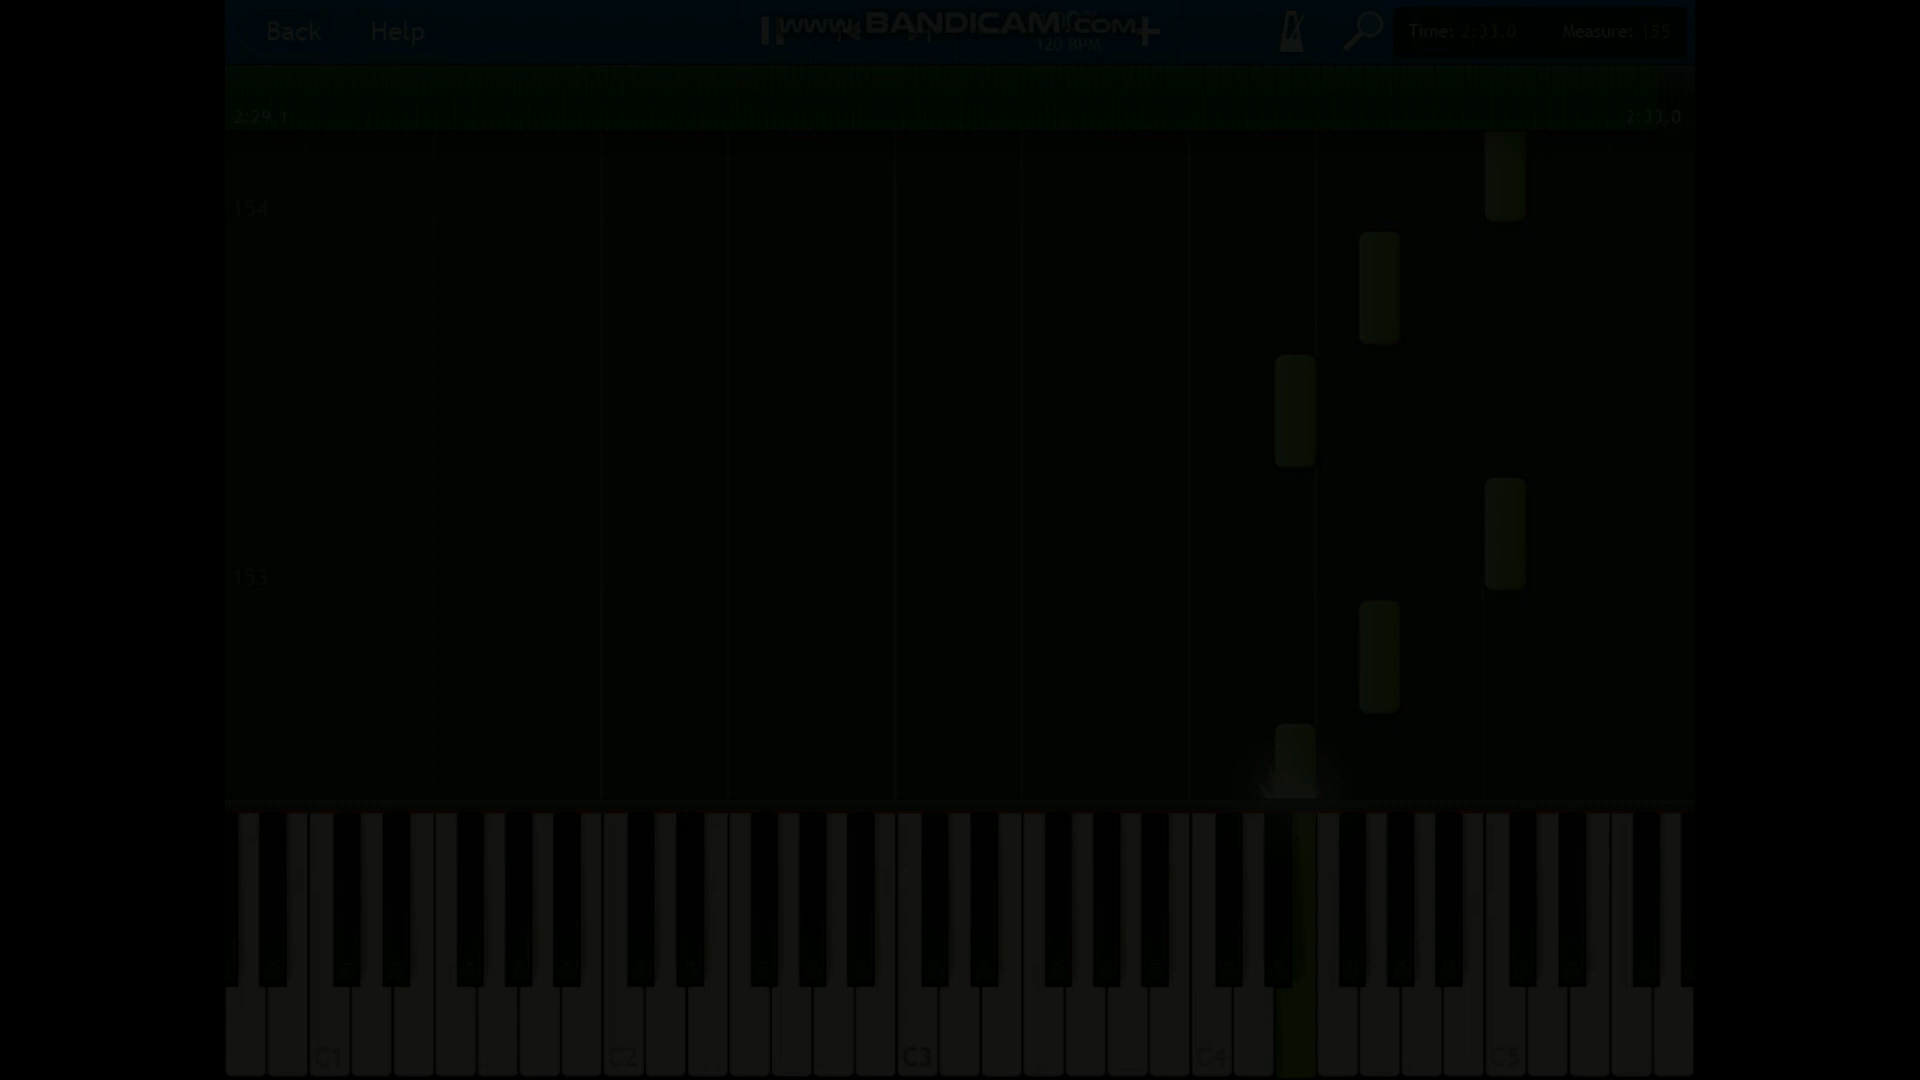 Back Help www.BANDICAM.com Time: 2:33.0 Measure: 155
120 BPM
2:29.1 2:33.0
154
153
C1 C2 C3 C4 C5